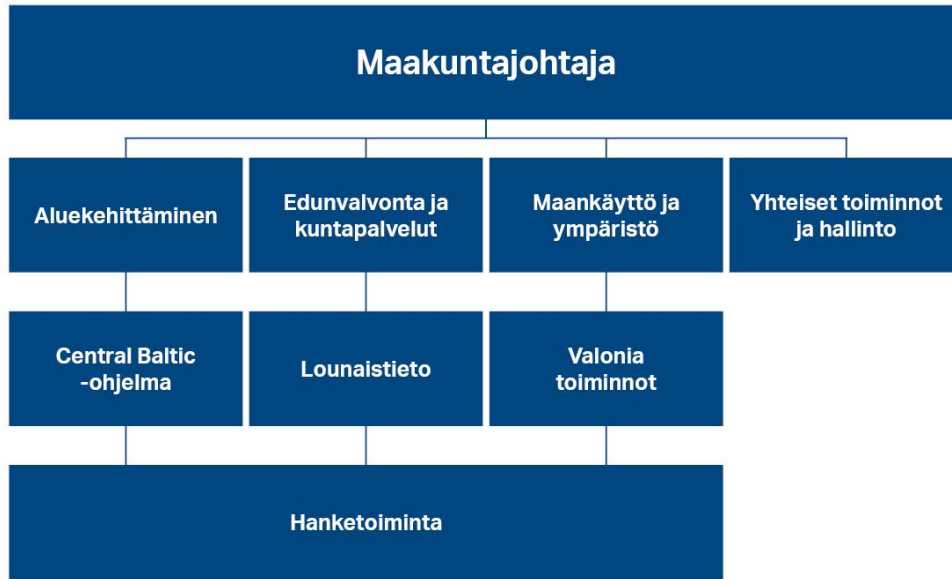 Maakuntajohtaja
Aluekehittäminen
Edunvalvonta ja
kuntapalvelut
Maankäyttö ja
ympäristö
Yhteiset toiminnot
ja hallinto
Central Baltic
-ohjelma
Lounaistieto
Valonia
toiminnot
Hanketoiminta